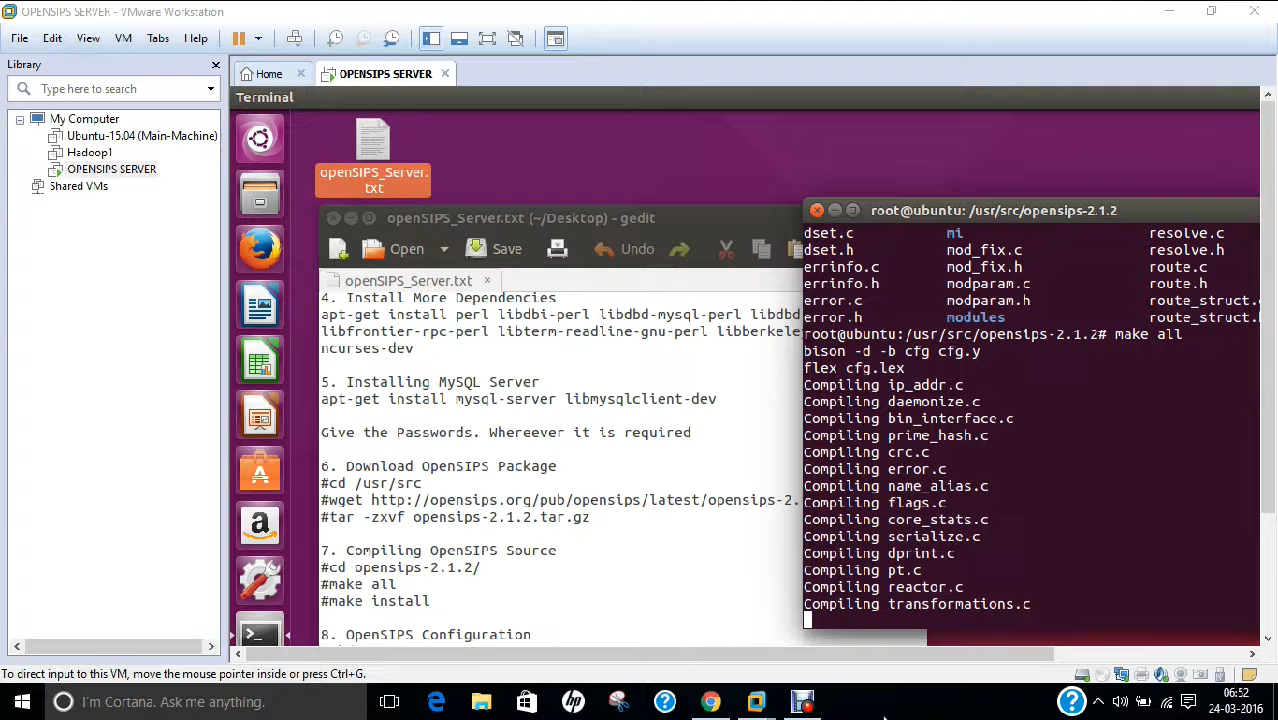 OPENSIPS SERVER - VMware Workstation
File Edit View VM Tabs Help
Library
Type here to search
My Computer
Ubuntu-15.04 (Main-Machine)
Hadoop1
OPENSIPS SERVER
Shared VMs
Home
OPENSIPS SERVER
Terminal
openSIPS_Server.
txt
openSIPS_Server.txt (~/Desktop) - gedit
Open Save Undo
openSIPS_Server.txt
4. Install More Dependencies
apt-get install perl libdbi-perl libdbd-mysql-perl libdbd
libfrontier-rpc-perl libterm-readline-gnu-perl libberkele
ncurses-dev
5. Installing MySQL Server
apt-get install mysql-server libmysqlclient-dev
Give the Passwords. Whereever it is required
6. Download OpenSIPS Package
#cd /usr/src
#wget http://opensips.org/pub/opensips/latest/opensips-2.
#tar -zxvf opensips-2.1.2.tar.gz
7. Compiling OpenSIPS Source
#cd opensips-2.1.2/
#make all
#make install
8. OpenSIPS Configuration
root@ubuntu: /usr/src/opensips-2.1.2
dset.c mi resolve.c
dset.h mod_fix.c resolve.h
errinfo.c mod_fix.h route.c
errinfo.h modparam.c route.h
error.c modparam.h route_struct.
error.h modules route_struct.h
root@ubuntu:/usr/src/opensips-2.1.2# make all
bison -d -b cfg cfg.y
flex cfg.lex
Compiling ip_addr.c
Compiling daemonize.c
Compiling bin_interface.c
Compiling prime_hash.c
Compiling crc.c
Compiling error.c
Compiling name_alias.c
Compiling flags.c
Compiling core_stats.c
Compiling serialize.c
Compiling dprint.c
Compiling pt.c
Compiling reactor.c
Compiling transformations.c
To direct input to this VM, move the mouse pointer inside or press Ctrl+G.
I'm Cortana. Ask me anything.
06:52
24-03-2016